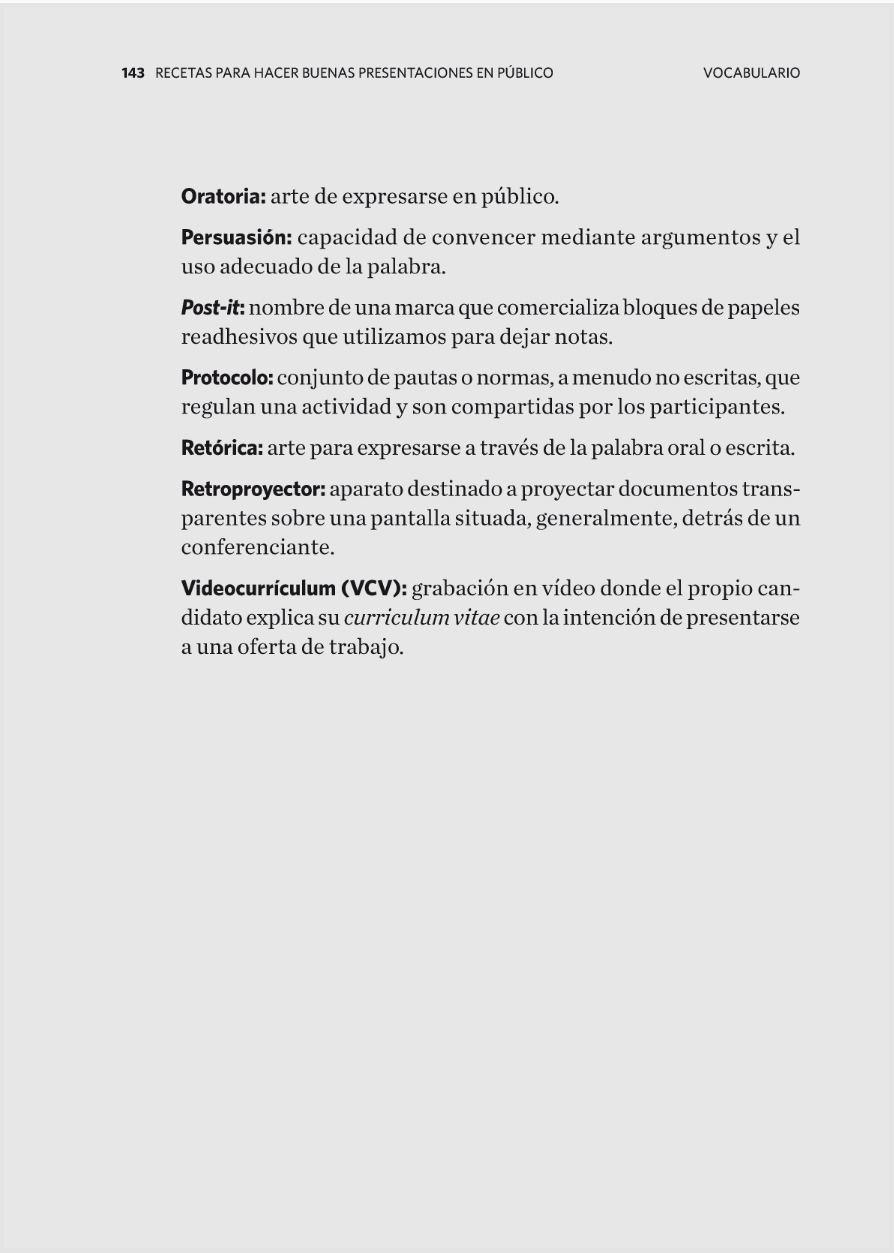 143 RECETAS PARA HACER BUENAS PRESENTACIONES EN PÚBLICO VOCABULARIO
Oratoria: arte de expresarse en público.
Persuasión: capacidad de convencer mediante argumentos y el
uso adecuado de la palabra.
Post-it: nombre de una marca que comercializa bloques de papeles
readhesivos que utilizamos para dejar notas.
Protocolo: conjunto de pautas o normas, a menudo no escritas, que
regulan una actividad y son compartidas por los participantes.
Retórica: arte para expresarse a través de la palabra oral o escrita.
Retroproyector: aparato destinado a proyectar documentos trans-
parentes sobre una pantalla situada, generalmente, detrás de un
conferenciante.
Videocurrículum (VCV): grabación en vídeo donde el propio can-
didato explica su curriculum vitae con la intención de presentarse
a una oferta de trabajo.